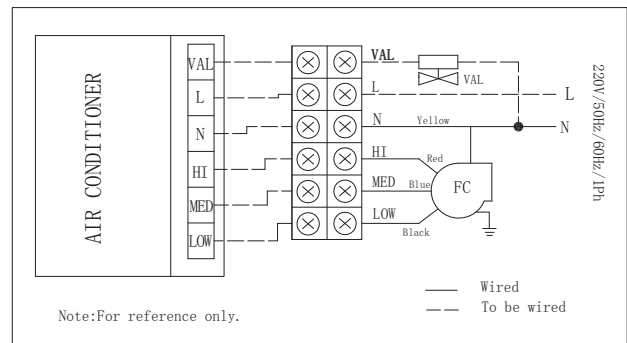 AIR CONDITIONER
VAL
L
N
HI
MED
LOW
VAL
L
N
HI
MED
LOW
Yellow
Red
Blue
Black
VAL
FC
L
N
220V/50Hz/60Hz/1Ph
Wired
To be wired
Note:For reference only.